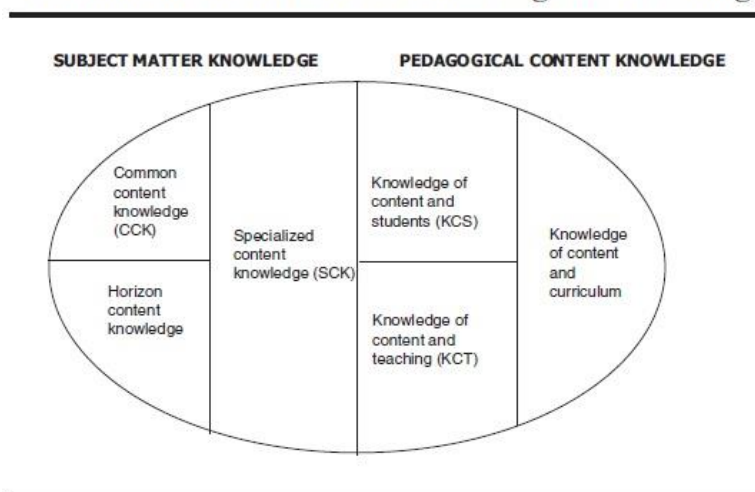 SUBJECT MATTER KNOWLEDGE
PEDAGOGICAL CONTENT KNOWLEDGE
Common
content
knowledge
(CCK)
Horizon
content
knowledge
Specialized
content
knowledge (SCK)
Knowledge of
content and
students (KCS)
Knowledge of
content and
teaching (KCT)
Knowledge
of content
and
curriculum